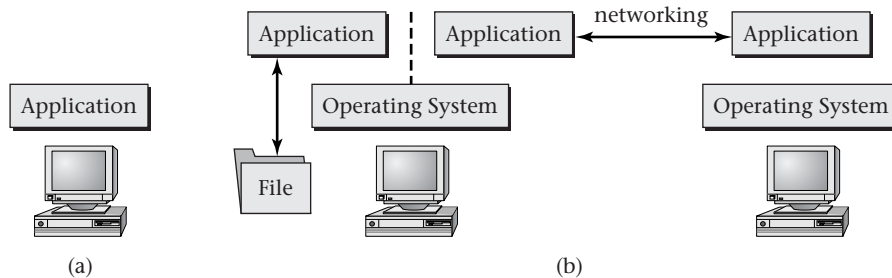 networking
Application
Application
Application
Application
Operating System
Operating System
File
(a)
(b)